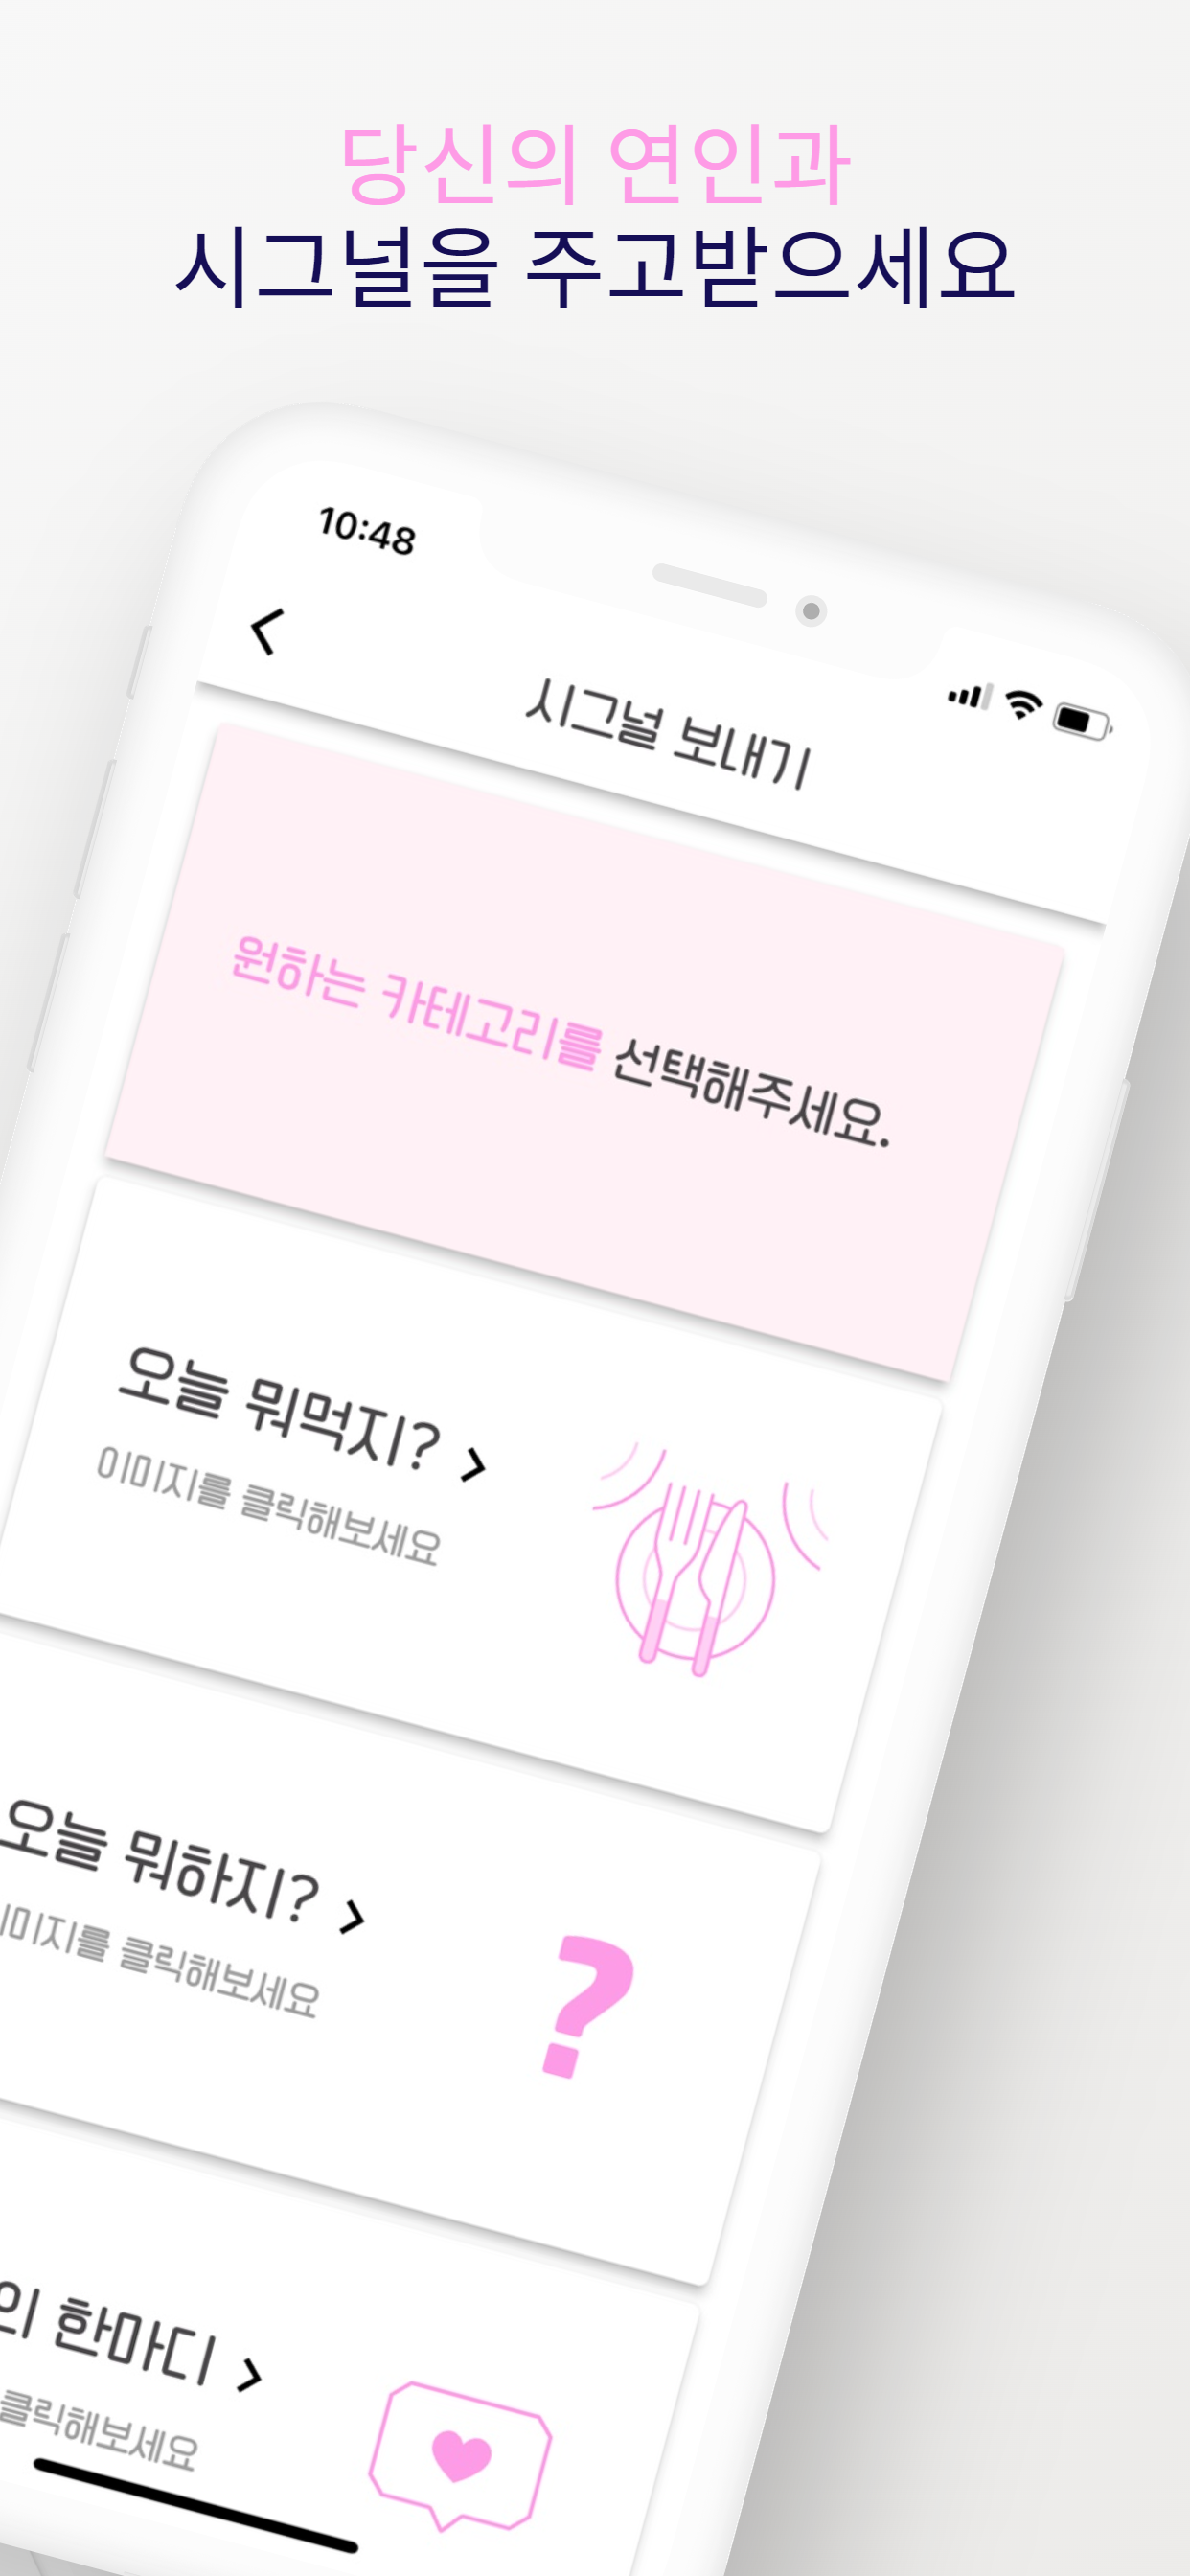 당신의 연인과
시그널을 주고받으세요
10:48
시그널 보내기
원하는 카테고리를 선택해주세요.
오늘 뭐먹지?
이미지를 클릭해보세요
오늘 뭐하지?
이미지를 클릭해보세요
한마디
클릭해보세요